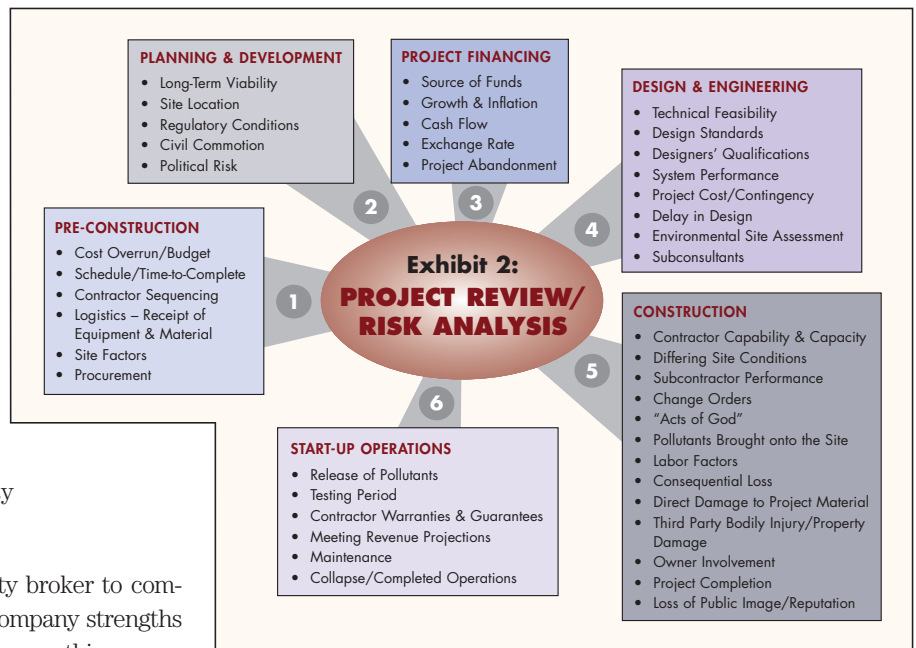 PLANNING & DEVELOPMENT
• Long-Term Viability
• Site Location
• Regulatory Conditions
• Civil Commotion
• Political Risk
PROJECT FINANCING
• Source of Funds
• Growth & Inflation
• Cash Flow
• Exchange Rate
• Project Abandonment
DESIGN & ENGINEERING
• Technical Feasibility
• Design Standards
• Designers' Qualifications
• System Performance
• Project Cost/Contingency
• Delay in Design
• Environmental Site Assessment
• Subconsultants
PRE-CONSTRUCTION
• Cost Overrun/Budget
• Schedule/Time-to-Complete
• Contractor Sequencing
• Logistics – Receipt of
Equipment & Material
• Site Factors
• Procurement
1
2
3
4
5
6
Exhibit 2:
PROJECT REVIEW/
RISK ANALYSIS
CONSTRUCTION
• Contractor Capability & Capacity
• Differing Site Conditions
• Subcontractor Performance
• Change Orders
• "Acts of God"
• Pollutants Brought onto the Site
• Labor Factors
• Consequential Loss
• Direct Damage to Project Material
• Third Party Bodily Injury/Property
Damage
• Owner Involvement
• Project Completion
• Loss of Public Image/Reputation
START-UP OPERATIONS
• Release of Pollutants
• Testing Period
• Contractor Warranties & Guarantees
• Meeting Revenue Projections
• Maintenance
• Collapse/Completed Operations
ty broker to com-
ompany strengths